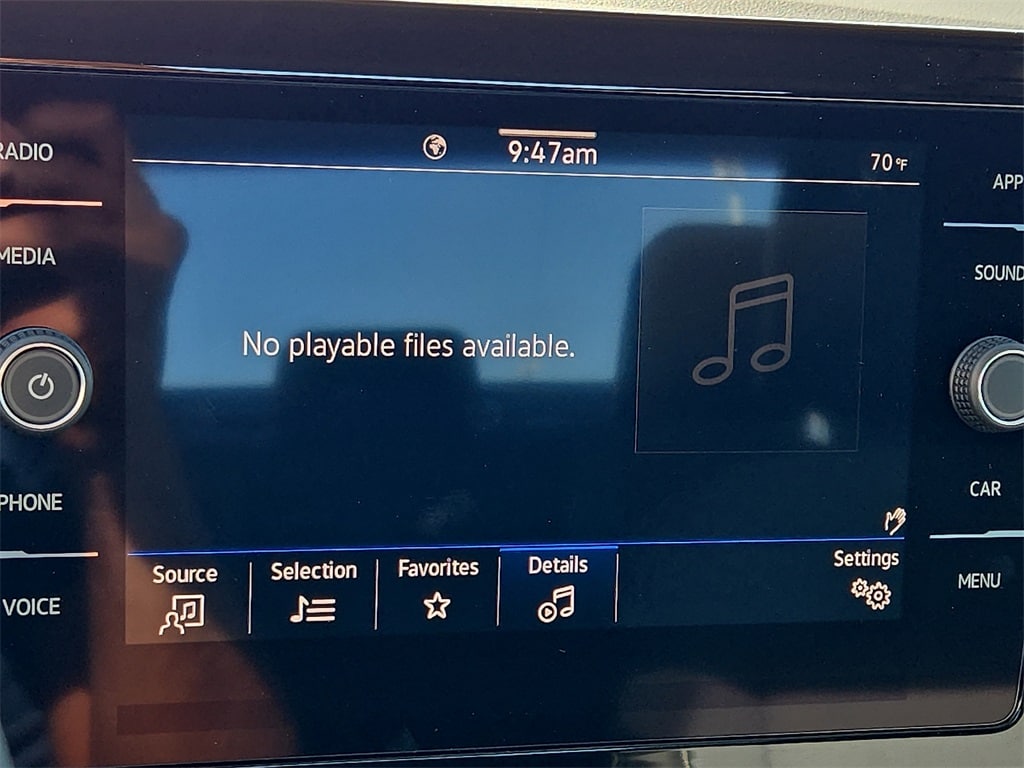 RADIO
MEDIA
PHONE
VOICE
9:47am
70°F
No playable files available.
Source
Selection
Favorites
Details
Settings
APP
SOUND
CAR
MENU